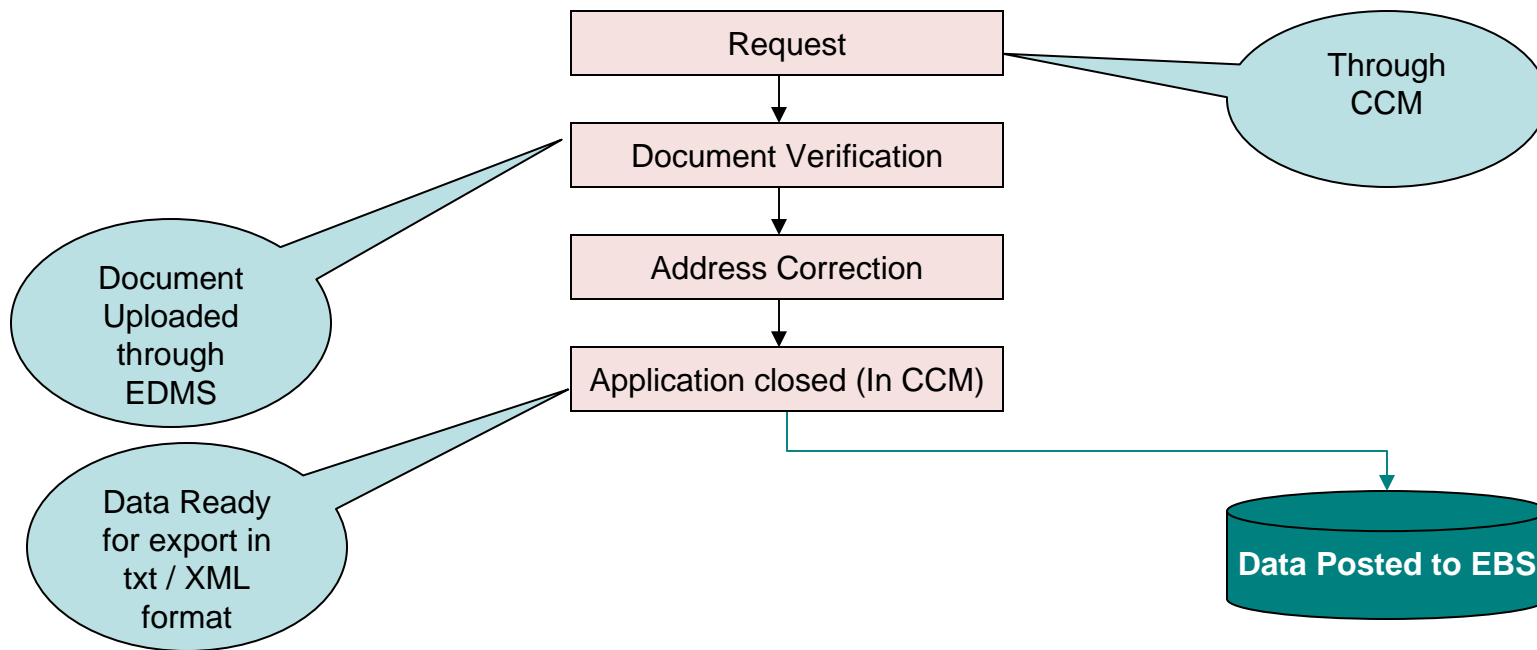 Request
Through
CCM
Document Verification
Address Correction
Document
Uploaded
through
EDMS
Application closed (In CCM)
Data Ready
for export in
txt / XML
format
Data Posted to EBS